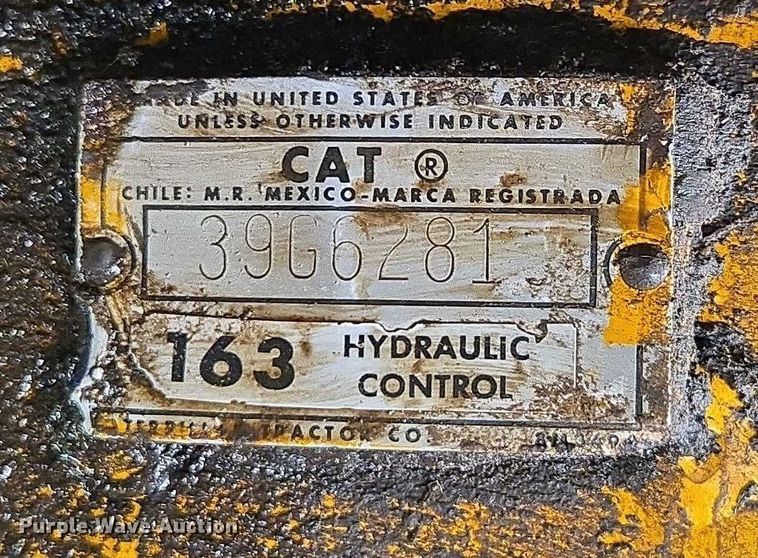 MADE IN UNITED STATES OF AMERICA
UNLESS OTHERWISE INDICATED
CAT ®
CHILE: M.R. MEXICO-MARCA REGISTRADA
39G6281
163 HYDRAULIC
CONTROL
TRACTOR CO.
Purple Wave Auction